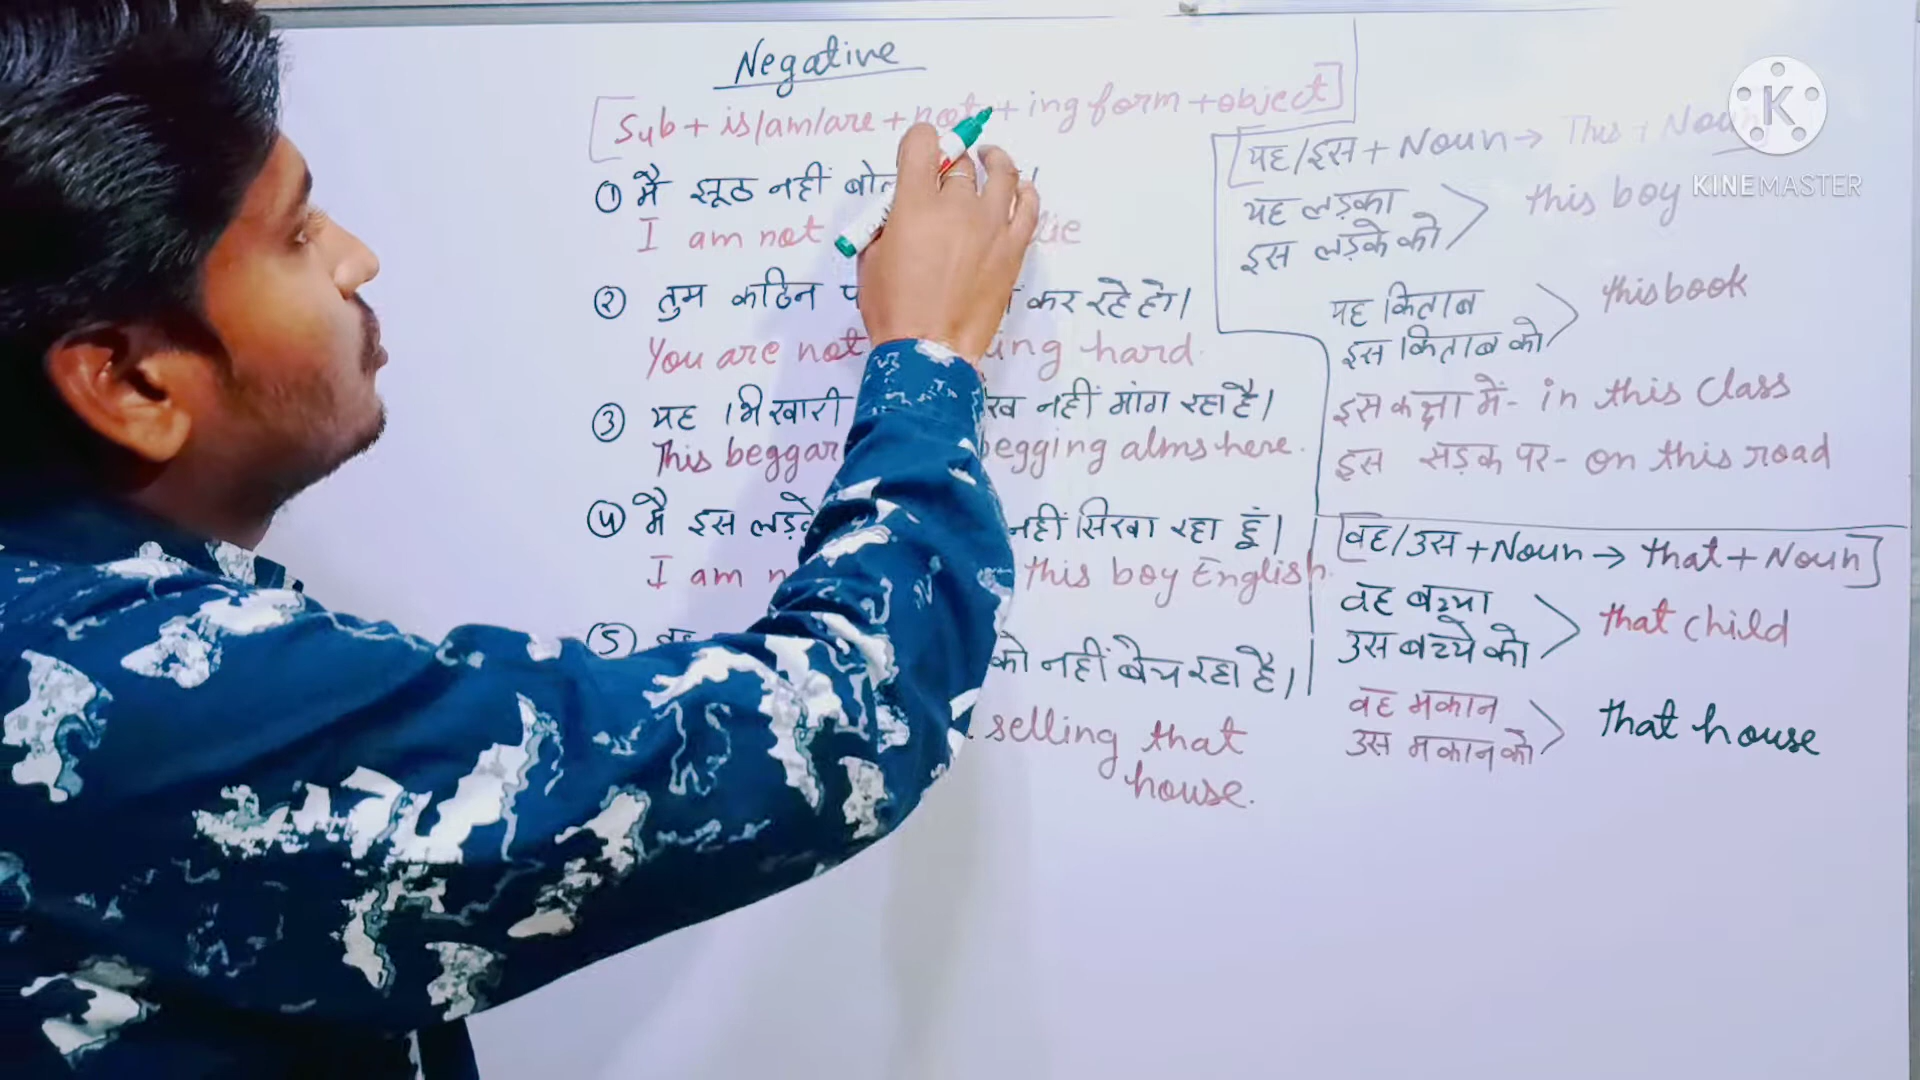 Negative
[Sub + is/am/are + not + ing form + object]
① मै झूठ नहीं
I am not lie
② तुम कठिन कर रहे हो।
You are not hard.
③ यह भिखारी नहीं मांग रहा है।
This beggar begging alms here.
④ मै इस नहीं सिखा रहा हूं।
I am this boy English.
⑤ को नहीं बेच रहा है।
selling that
house.
[यह/इस + Noun → This + Noun
यह लड़का
इस लड़के को
this boy
यह किताब
इस किताब को
this book
इस कक्षा में - in this class
इस सड़क पर - on this road
[वह/उस + Noun → that + Noun]
वह बच्चा
उस बच्चे को
that child
वह मकान
उस मकान को
that house
K
KINEMASTER